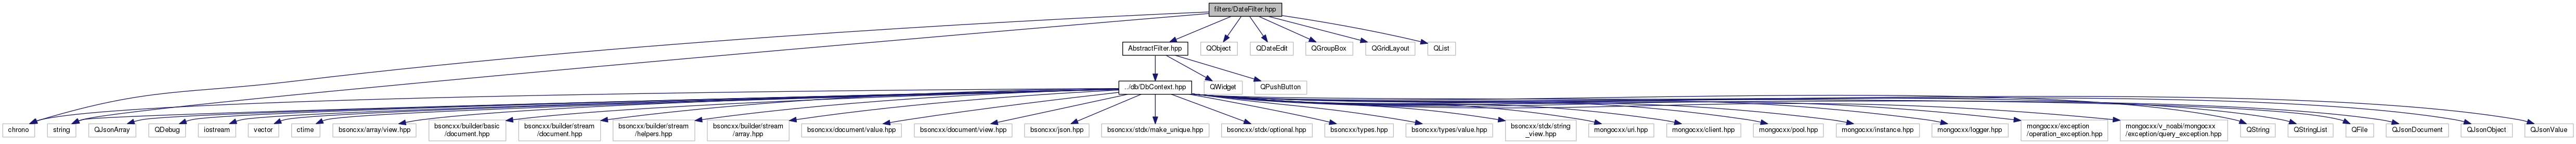 filters/DateFilter.hpp
AbstractFilter.hpp
QObject
QDateEdit
QGroupBox
QGridLayout
QList
../db/DbContext.hpp
QWidget
QPushButton
chrono
string
QJsonArray
QDebug
iostream
vector
ctime
bsoncxx/array/view.hpp
bsoncxx/builder/basic
/document.hpp
bsoncxx/builder/stream
/document.hpp
bsoncxx/builder/stream
/helpers.hpp
bsoncxx/builder/stream
/array.hpp
bsoncxx/document/value.hpp
bsoncxx/document/view.hpp
bsoncxx/json.hpp
bsoncxx/stdx/make_unique.hpp
bsoncxx/stdx/optional.hpp
bsoncxx/types.hpp
bsoncxx/types/value.hpp
bsoncxx/stdx/string
_view.hpp
mongocxx/uri.hpp
mongocxx/client.hpp
mongocxx/pool.hpp
mongocxx/instance.hpp
mongocxx/logger.hpp
mongocxx/exception
/operation_exception.hpp
mongocxx/v_noabi/mongocxx
/exception/query_exception.hpp
QString
QStringList
QFile
QJsonDocument
QJsonObject
QJsonValue